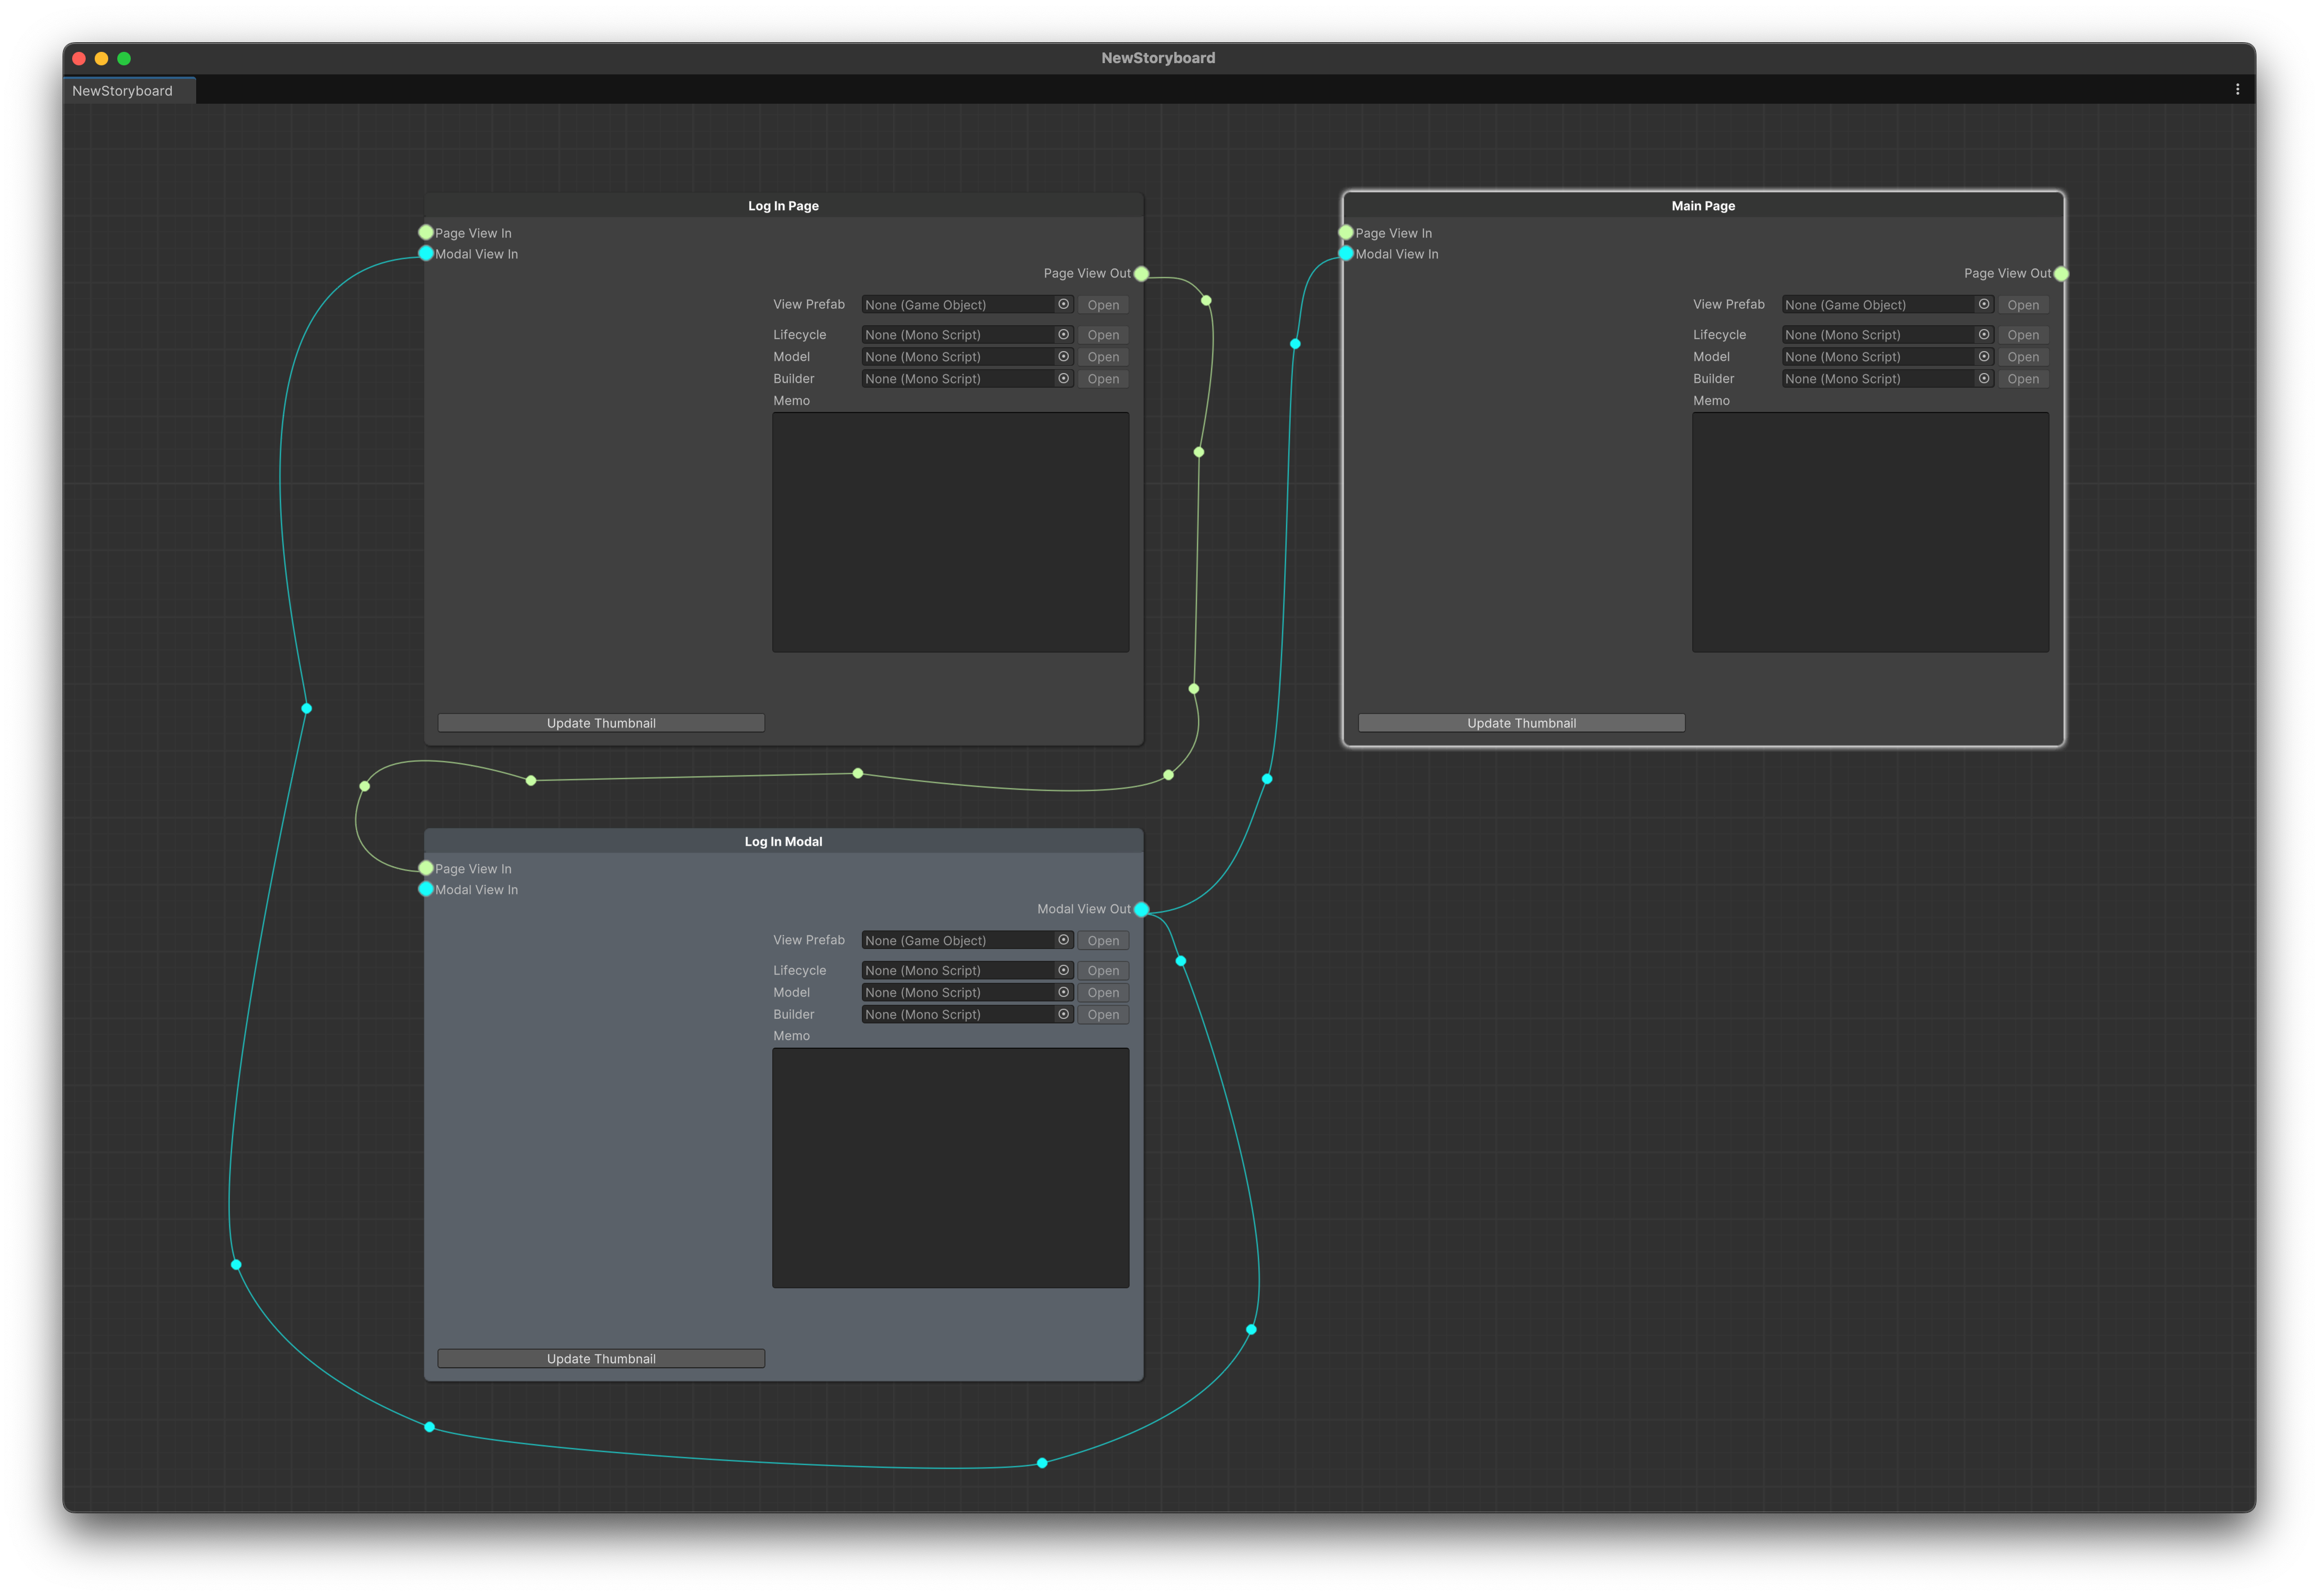 NewStoryboard
NewStoryboard
Log In Page
Page View In
Modal View In
Page View Out
View Prefab None (Game Object) Open
Lifecycle None (Mono Script) Open
Model None (Mono Script) Open
Builder None (Mono Script) Open
Memo
Update Thumbnail
Main Page
Page View In
Modal View In
Page View Out
View Prefab None (Game Object) Open
Lifecycle None (Mono Script) Open
Model None (Mono Script) Open
Builder None (Mono Script) Open
Memo
Update Thumbnail
Log In Modal
Page View In
Modal View In
Modal View Out
View Prefab None (Game Object) Open
Lifecycle None (Mono Script) Open
Model None (Mono Script) Open
Builder None (Mono Script) Open
Memo
Update Thumbnail